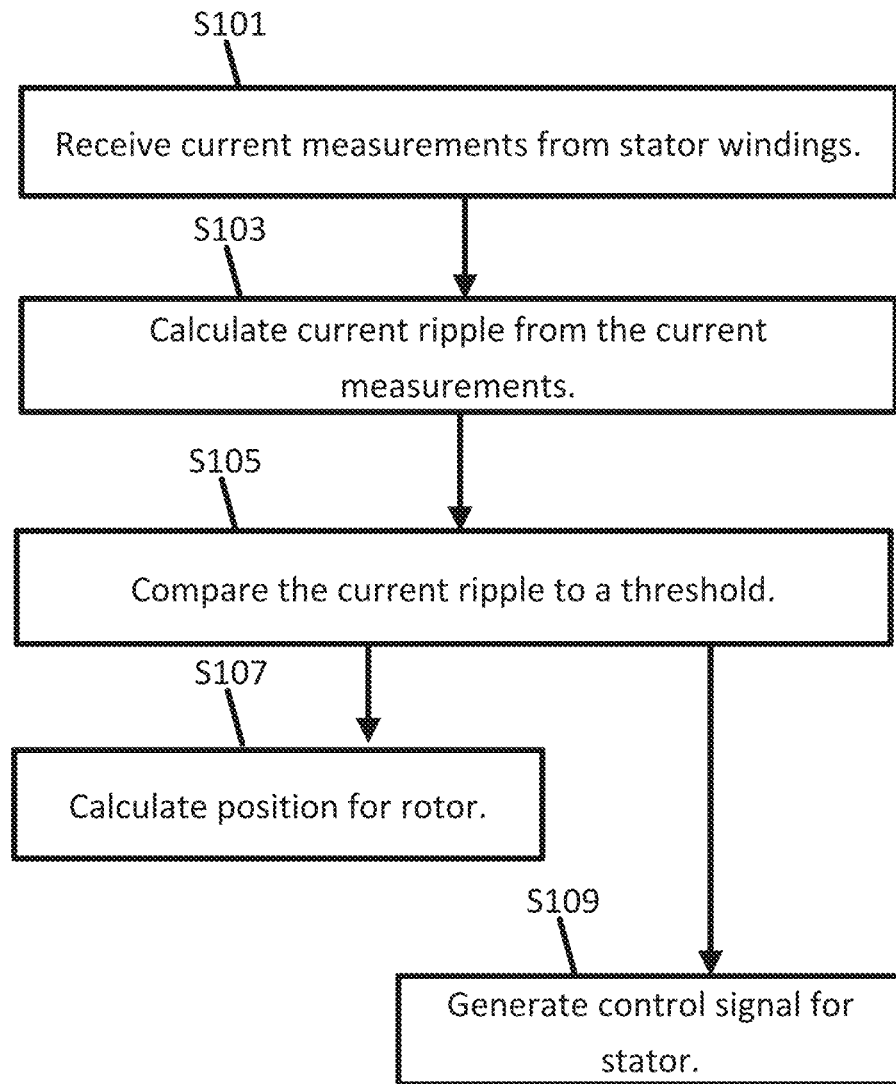 S101
Receive current measurements from stator windings.
S103
Calculate current ripple from the current
measurements.
S105
Compare the current ripple to a threshold.
S107
Calculate position for rotor.
S109
Generate control signal for
stator.